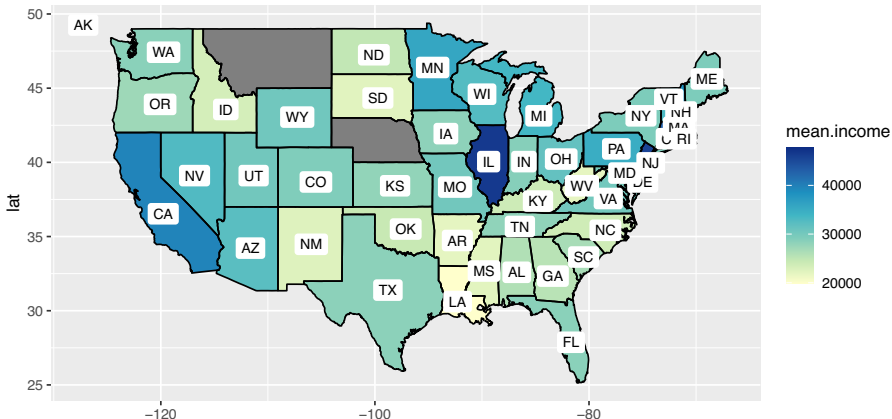 50
AK
WA
ND
MN
ME
45
OR
ID
SD
WI
VT
WY
MI
NY
NH
MA
mean.income
40
NV
UT
CO
KS
IA
IL
IN
OH
PA
NJ
RI
MO
WV
MD
DE
40000
lat
CA
KY
VA
35
AZ
NM
OK
AR
TN
NC
30000
MS
AL
GA
SC
20000
30
TX
LA
FL
25
−120
−100
−80